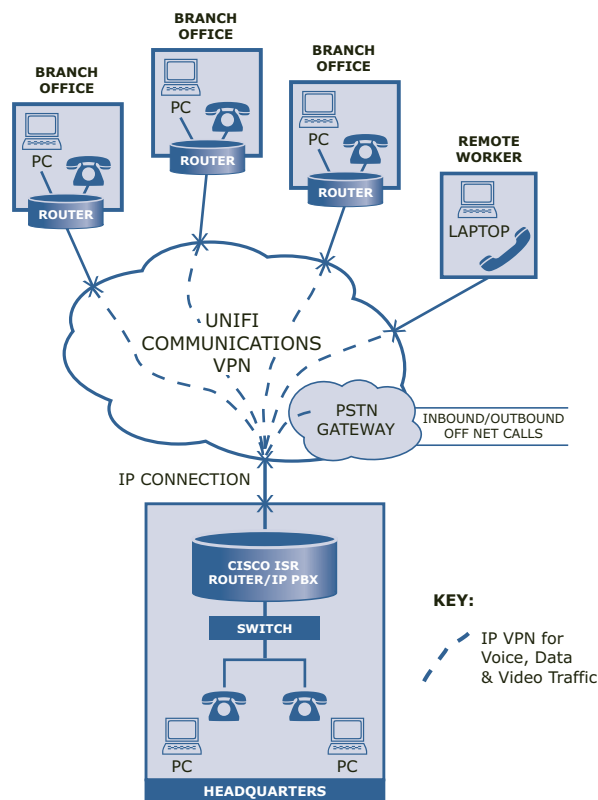 BRANCH
OFFICE
PC
ROUTER
BRANCH
OFFICE
PC
ROUTER
BRANCH
OFFICE
PC
ROUTER
REMOTE
WORKER
LAPTOP
UNIFI
COMMUNICATIONS
VPN
PSTN
GATEWAY
INBOUND/OUTBOUND
OFF NET CALLS
IP CONNECTION
CISCO ISR
ROUTER/IP PBX
SWITCH
PC
PC
HEADQUARTERS
KEY:
IP VPN for
Voice, Data
& Video Traffic